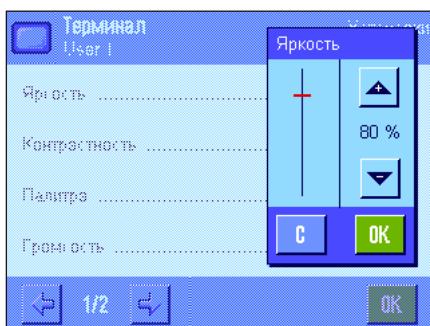 Терминал
User 1
Яркость
Яркость
Контрастность
80 %
Палитра
Громкость
C
OK
1/2
OK